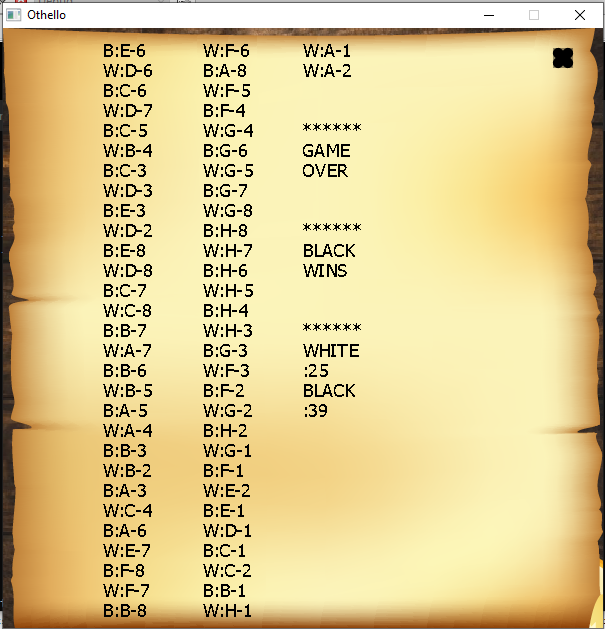 Othello
B:E-6
W:D-6
B:C-6
W:D-7
B:C-5
W:B-4
B:C-3
W:D-3
B:E-3
W:D-2
B:E-8
W:D-8
B:C-7
W:C-8
B:B-7
W:A-7
B:B-6
W:B-5
B:A-5
W:A-4
B:B-3
W:B-2
B:A-3
W:C-4
B:A-6
W:E-7
B:F-8
W:F-7
B:B-8
W:F-6
B:A-8
W:F-5
B:F-4
W:G-4
B:G-6
W:G-5
B:G-7
W:G-8
B:H-8
W:H-7
B:H-6
W:H-5
B:H-4
W:H-3
B:G-3
W:F-3
B:F-2
W:G-2
B:H-2
W:G-1
B:F-1
W:E-2
B:E-1
W:D-1
B:C-1
W:C-2
B:B-1
W:H-1
W:A-1
W:A-2
******
GAME
OVER
******
BLACK
WINS
******
WHITE
:25
BLACK
:39